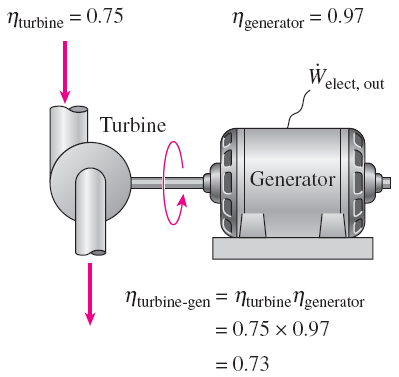 ηturbine = 0.75
ηgenerator = 0.97
Ẇelect, out
Turbine
Generator
ηturbine-gen = ηturbineηgenerator
= 0.75 × 0.97
= 0.73